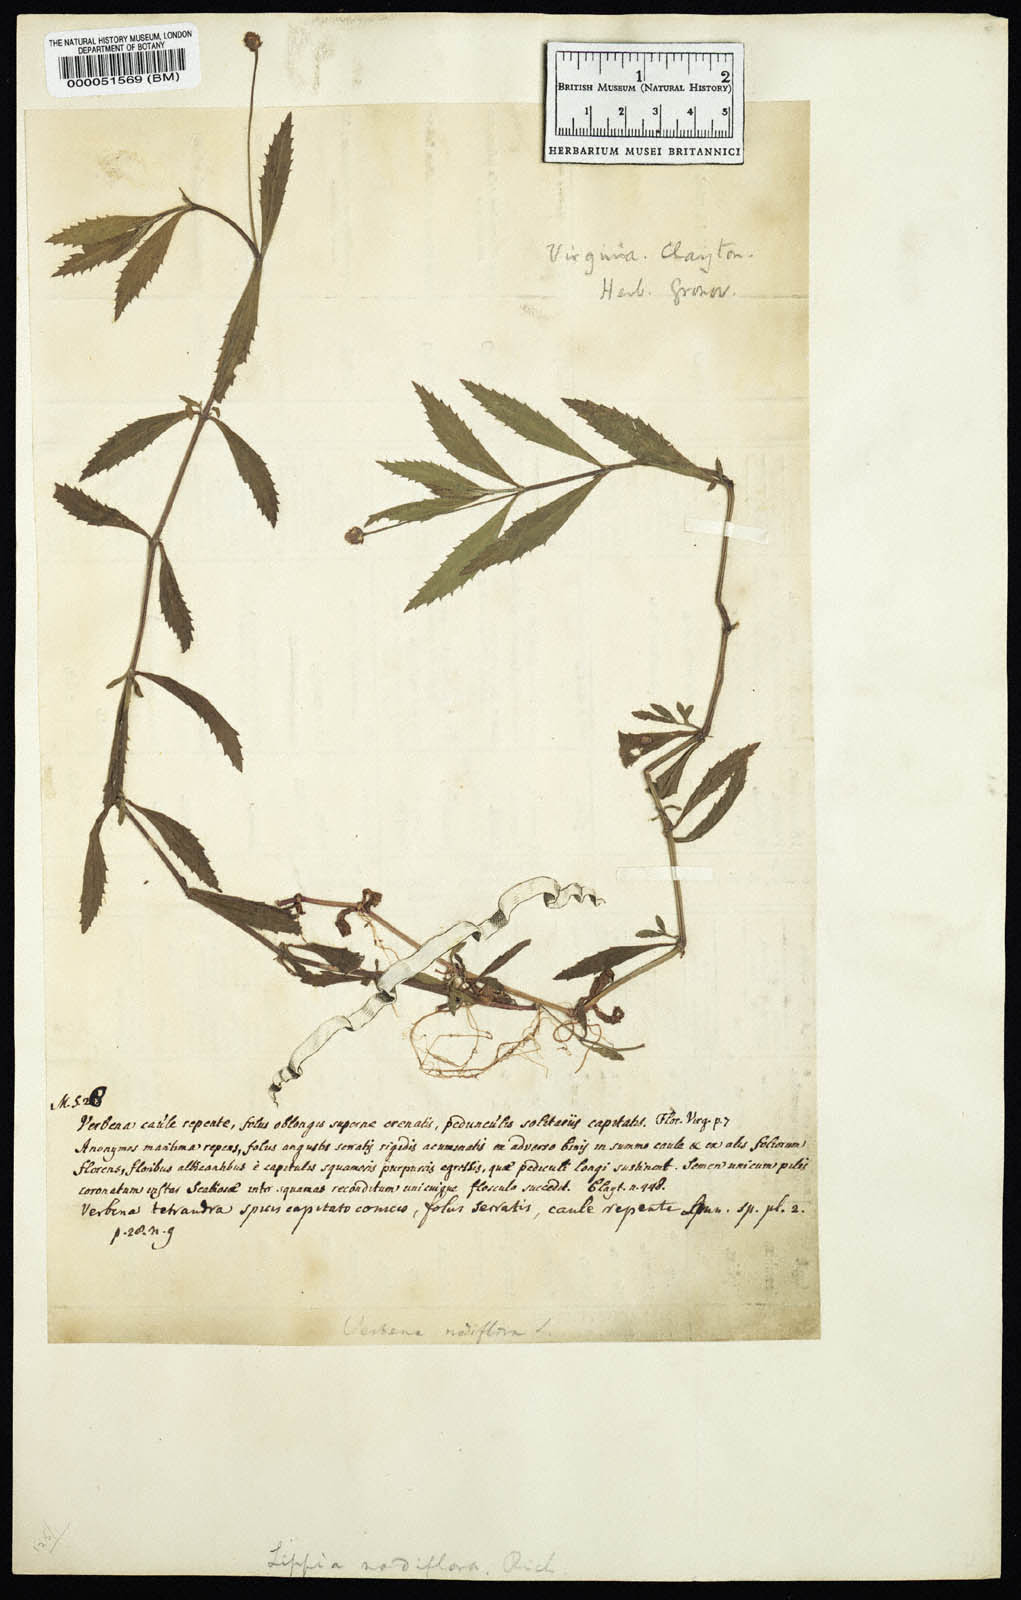 THE NATURAL HISTORY MUSEUM, LONDON
DEPARTMENT OF BOTANY
000051569 (BM)
1 2
BRITISH MUSEUM (NATURAL HISTORY)
1 2 3 4 5
HERBARIUM MUSEI BRITANNICI
Virginia. Clayton.
Herb. Gronov.
Verbena caule repente, foliis oblongis superne crenatis, pedunculis solitariis capitatis. Flor. Virg. p. 7
Anonymos maritima repens, foliis angustis serratis rigidis acuminatis ex adverso binis in summo caule & ex alis foliorum
florens, floribus albicantibus è capitulis squamosis purpureis egressis, quæ pediculi longi sustinent. Semen unicum pilis
coronatum instar Scabiosæ inter squamas reconditum unicuique flosculo succedit. Clayt. n. 448.
Verbena tetrandra spicis capitato conicis, foliis serratis, caule repente Linn. sp. pl. 2.
p. 28. n. 9
Verbena nodiflora L.
Lippia nodiflora. Rich.